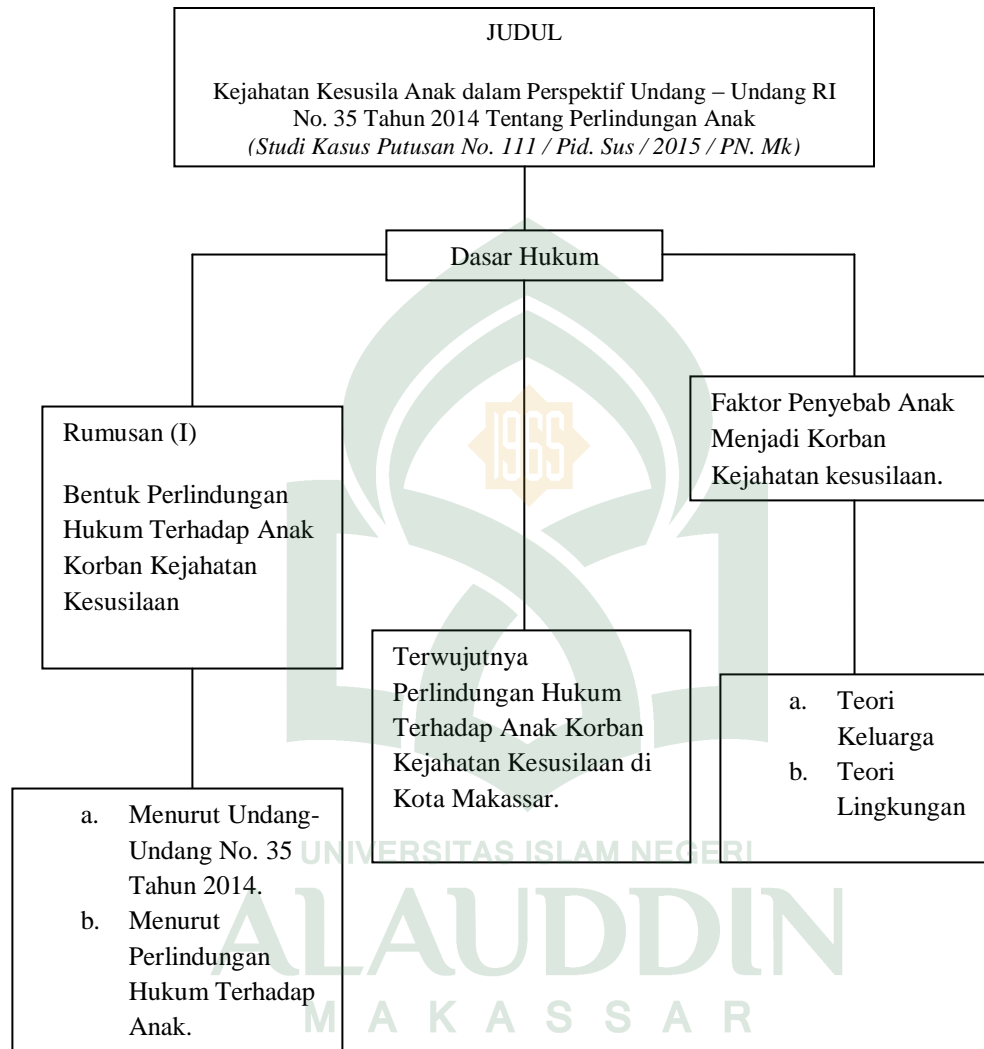 JUDUL
Kejahatan Kesusila Anak dalam Perspektif Undang – Undang RI
No. 35 Tahun 2014 Tentang Perlindungan Anak
(Studi Kasus Putusan No. 111 / Pid. Sus / 2015 / PN. Mk)
Dasar Hukum
Rumusan (I)
Bentuk Perlindungan
Hukum Terhadap Anak
Korban Kejahatan
Kesusilaan
a. Menurut Undang-
Undang No. 35
Tahun 2014.
b. Menurut
Perlindungan
Hukum Terhadap
Anak.
Terwujutnya
Perlindungan Hukum
Terhadap Anak Korban
Kejahatan Kesusilaan di
Kota Makassar.
Faktor Penyebab Anak
Menjadi Korban
Kejahatan kesusilaan.
a. Teori
Keluarga
b. Teori
Lingkungan
1965
UNIVERSITAS ISLAM NEGERI
ALAUDDIN
MAKASSAR